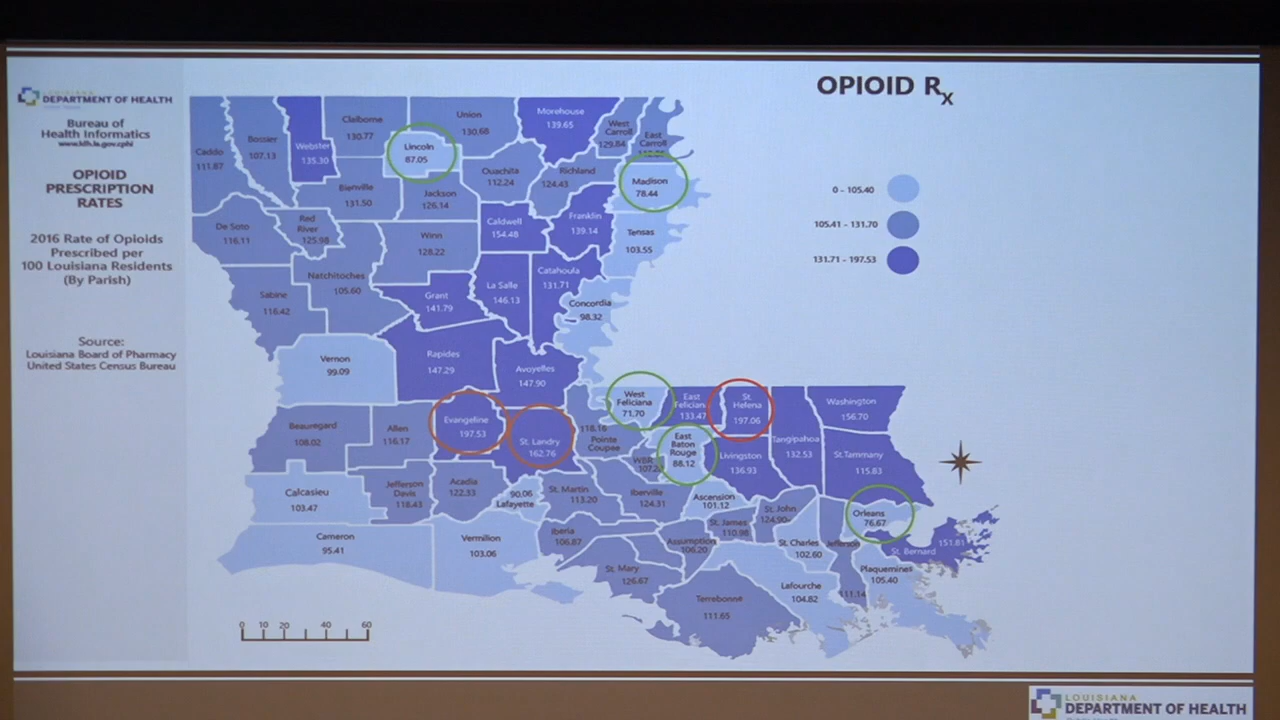 OPIOID Rx
LOUISIANA
DEPARTMENT OF HEALTH
Bureau of
Health Informatics
OPIOID
PRESCRIPTION
RATES
2016 Rate of Opioids
Prescribed per
100 Louisiana Residents
(By Parish)
Source:
Louisiana Board of Pharmacy
United States Census Bureau
0 - 105.40
105.41 - 131.70
131.71 - 197.53
Caddo
111.87
Bossier
107.13
Webster
135.30
Claiborne
130.77
Lincoln
87.05
Union
130.68
Morehouse
139.65
West
Carroll
129.84
East
Carroll
Madison
78.44
Ouachita
112.24
Richland
124.43
Bienville
131.50
Jackson
126.14
De Soto
116.11
Red
River
125.98
Winn
128.22
Caldwell
154.48
Franklin
139.14
Tensas
103.55
Natchitoches
105.60
Sabine
116.42
Grant
141.79
La Salle
146.13
Catahoula
131.71
Concordia
98.32
Vernon
99.09
Rapides
147.29
Avoyelles
147.90
West
Feliciana
71.70
East
Feliciana
133.47
St.
Helena
197.06
Washington
156.70
Beauregard
108.02
Allen
116.17
Evangeline
197.53
St. Landry
162.76
118.16
Pointe
Coupee
WBR
East
Baton
Rouge
88.12
Livingston
136.93
Tangipahoa
132.53
St.Tammany
115.83
Calcasieu
103.47
Jefferson
Davis
118.43
Acadia
122.33
90.06
Lafayette
St. Martin
113.20
Iberville
124.31
Ascension
101.12
St. John
124.90
Orleans
76.67
Cameron
95.41
Vermilion
103.06
Iberia
106.87
Assumption
106.20
St. James
110.98
St. Charles
102.60
Jefferson
111.14
St. Bernard
151.81
Plaquemines
105.40
St. Mary
126.67
Terrebonne
111.65
Lafourche
104.82
0 10 20 40 60
LOUISIANA
DEPARTMENT OF HEALTH